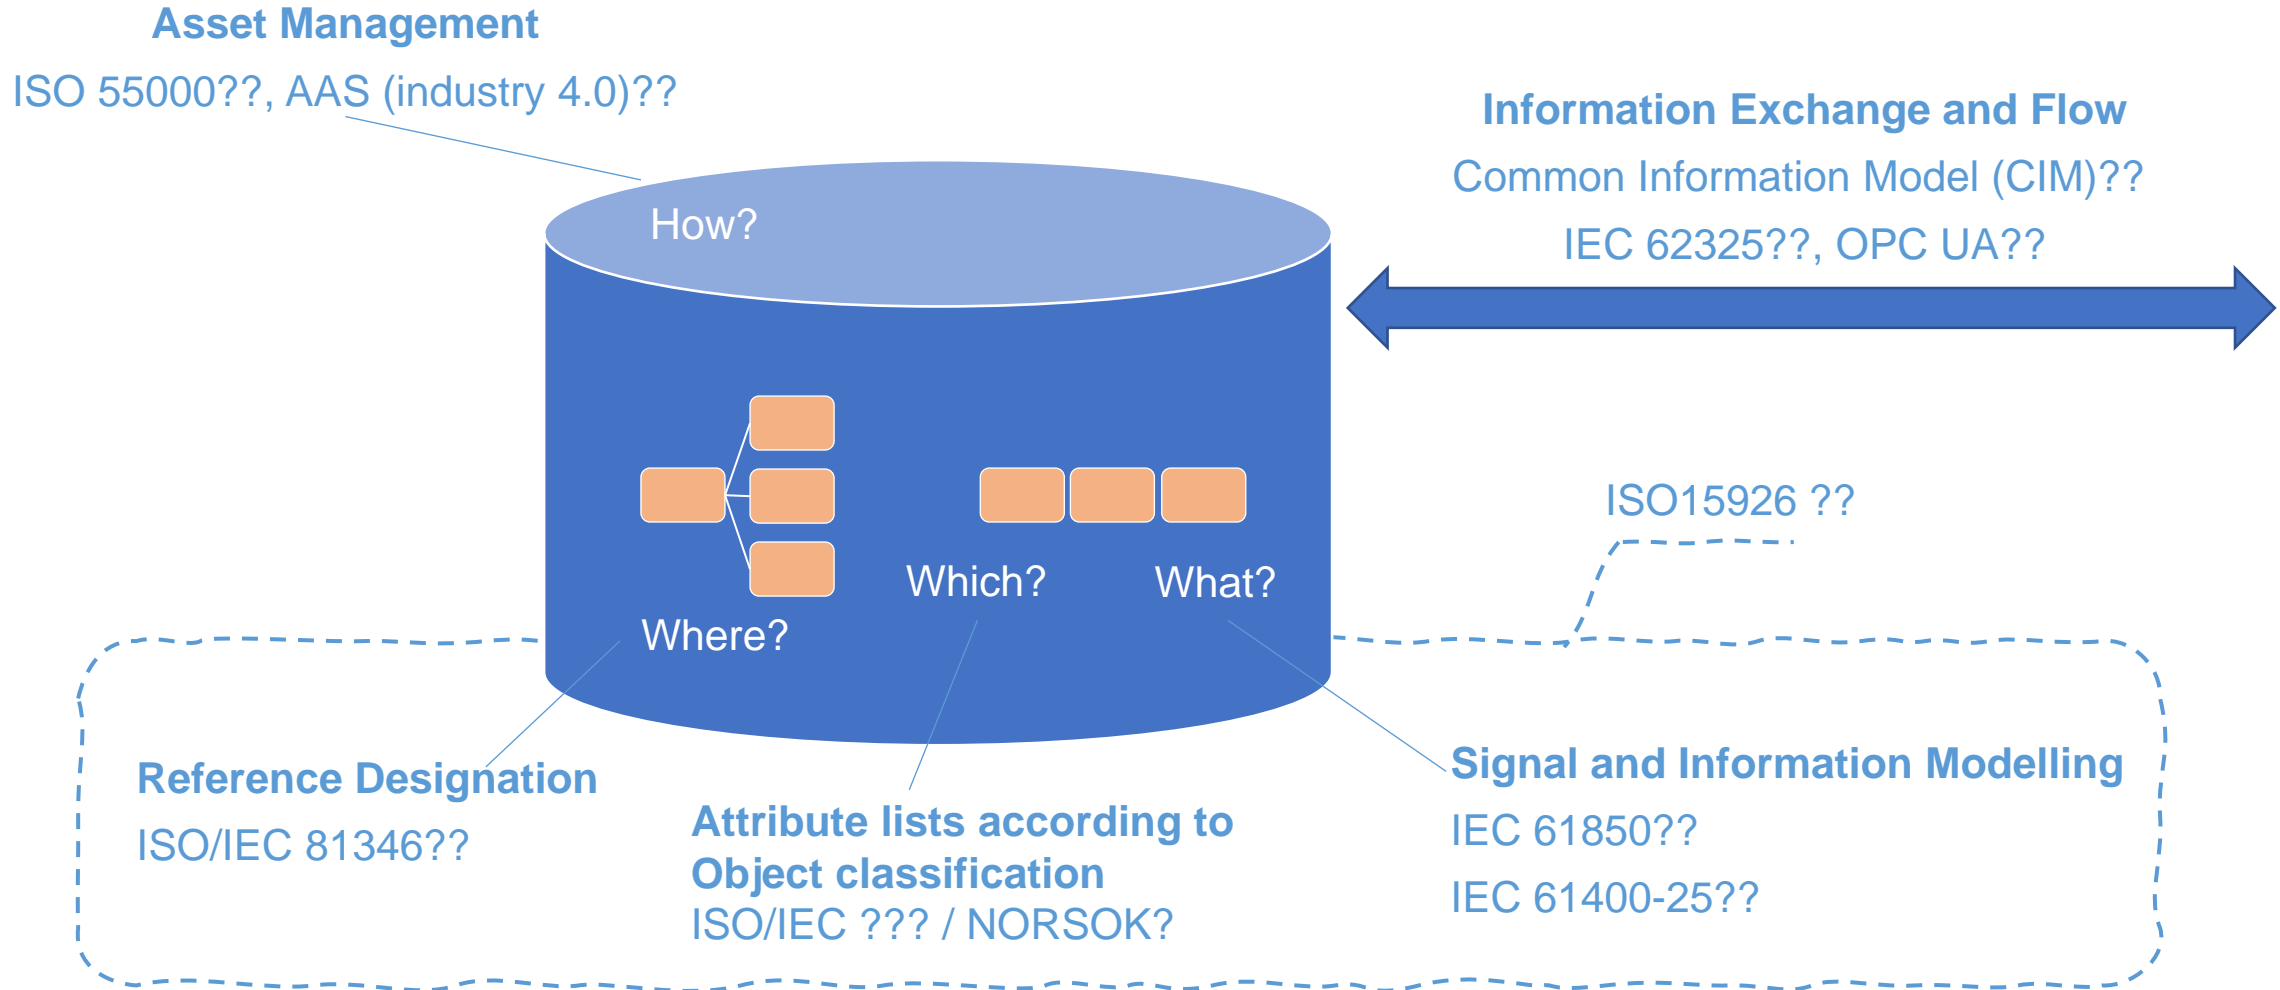 Asset Management
ISO 55000??, AAS (industry 4.0)??
Information Exchange and Flow
Common Information Model (CIM)??
IEC 62325??, OPC UA??
How?
ISO15926 ??
Which?
What?
Where?
Reference Designation
ISO/IEC 81346??
Attribute lists according to
Object classification
ISO/IEC ??? / NORSOK?
Signal and Information Modelling
IEC 61850??
IEC 61400-25??